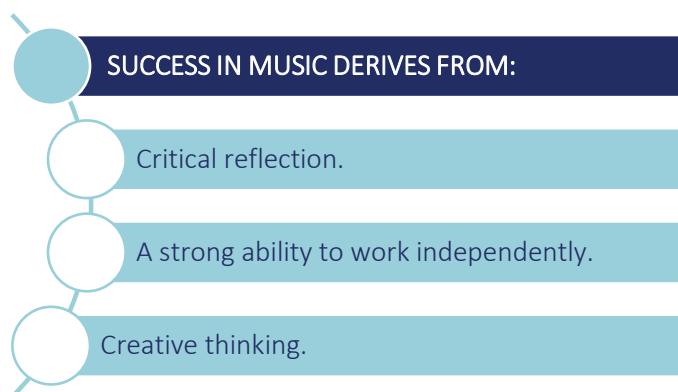 SUCCESS IN MUSIC DERIVES FROM:
Critical reflection.
A strong ability to work independently.
Creative thinking.